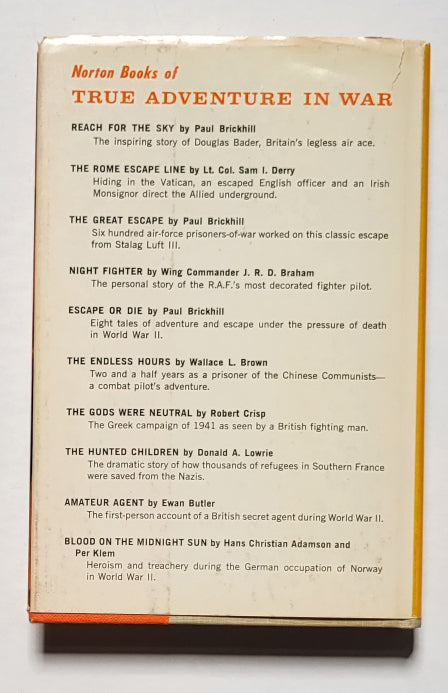 Norton Books of
TRUE ADVENTURE IN WAR
REACH FOR THE SKY by Paul Brickhill
The inspiring story of Douglas Bader, Britain's legless air ace.
THE ROME ESCAPE LINE by Lt. Col. Sam I. Derry
Hiding in the Vatican, an escaped English officer and an Irish
Monsignor direct the Allied underground.
THE GREAT ESCAPE by Paul Brickhill
Six hundred air-force prisoners-of-war worked on this classic escape
from Stalag Luft III.
NIGHT FIGHTER by Wing Commander J. R. D. Braham
The personal story of the R.A.F.'s most decorated fighter pilot.
ESCAPE OR DIE by Paul Brickhill
Eight tales of adventure and escape under the pressure of death
in World War II.
THE ENDLESS HOURS by Wallace L. Brown
Two and a half years as a prisoner of the Chinese Communists—
a combat pilot's adventure.
THE GODS WERE NEUTRAL by Robert Crisp
The Greek campaign of 1941 as seen by a British fighting man.
THE HUNTED CHILDREN by Donald A. Lowrie
The dramatic story of how thousands of refugees in Southern France
were saved from the Nazis.
AMATEUR AGENT by Ewan Butler
The first-person account of a British secret agent during World War II.
BLOOD ON THE MIDNIGHT SUN by Hans Christian Adamson and
Per Klem
Heroism and treachery during the German occupation of Norway
in World War II.